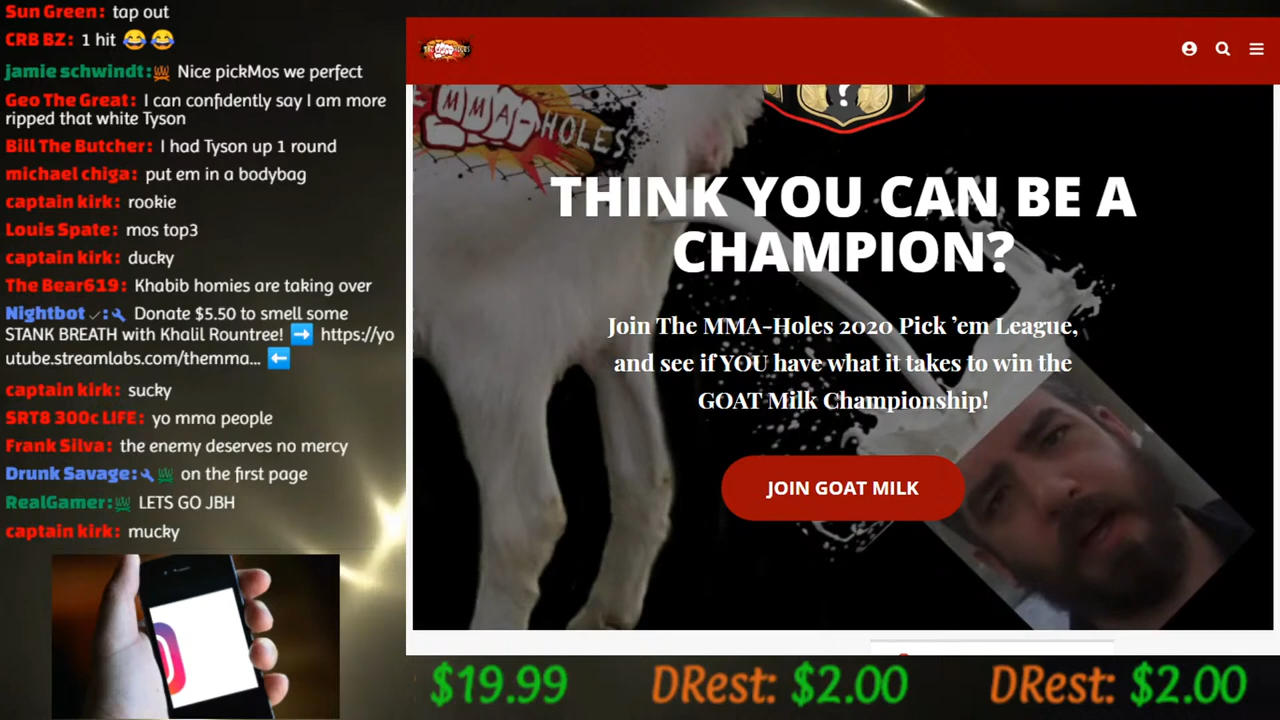 Sun Green: tap out
CRB BZ: 1 hit 😂😂
jamie schwindt: Nice pickMos we perfect
Geo The Great: I can confidently say I am more
ripped that white Tyson
Bill The Butcher: I had Tyson up 1 round
michael chiga: put em in a bodybag
captain kirk: rookie
Louis Spate: mos top3
captain kirk: ducky
The Bear619: Khabib homies are taking over
Nightbot ✓: Donate $5.50 to smell some
STANK BREATH with Khalil Rountree! ➡ https://yo
utube.streamlabs.com/themma... ⬅
captain kirk: sucky
SRT8 300c LIFE: yo mma people
Frank Silva: the enemy deserves no mercy
Drunk Savage: on the first page
RealGamer: LETS GO JBH
captain kirk: mucky
THE MMA-HOLES
E MMA-HOLES
?
THINK YOU CAN BE A
CHAMPION?
Join The MMA-Holes 2020 Pick 'em League,
and see if YOU have what it takes to win the
GOAT Milk Championship!
JOIN GOAT MILK
$19.99 DRest: $2.00 DRest: $2.00